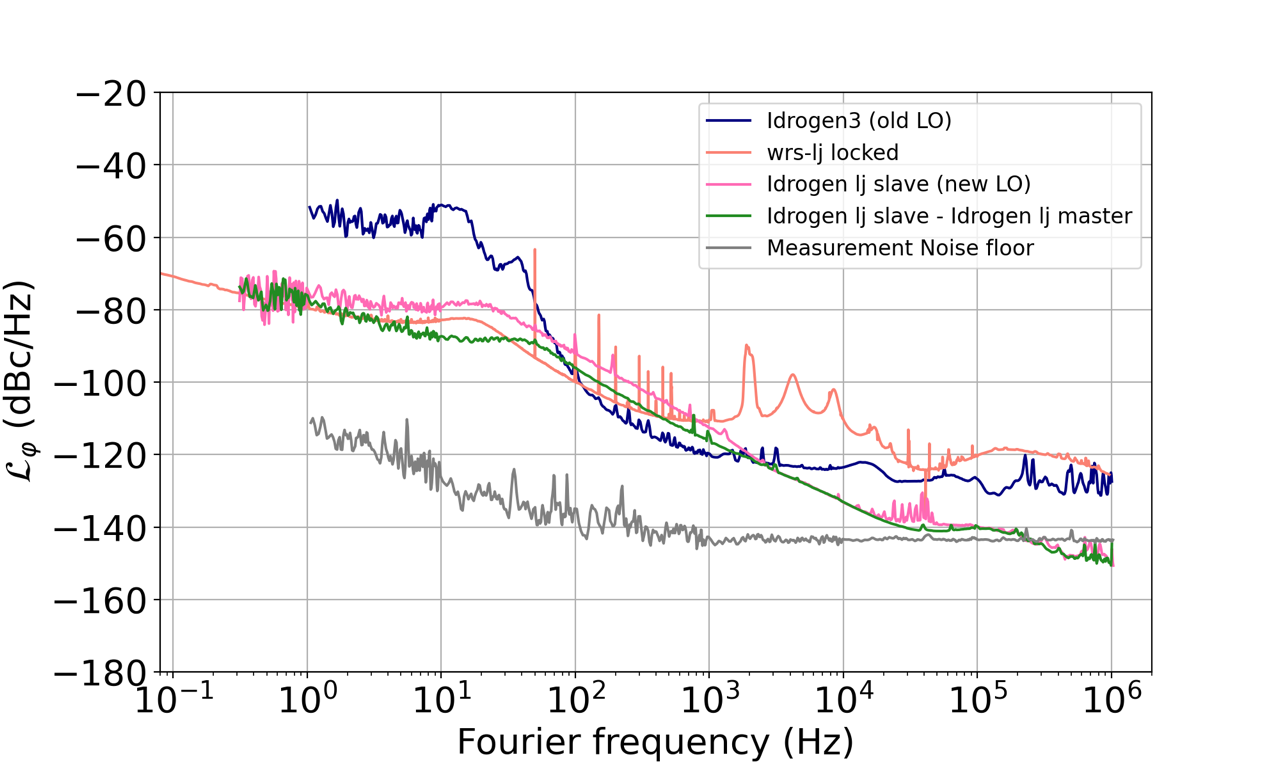 −20
−40
−60
−80
−100
−120
−140
−160
−180
ℒφ (dBc/Hz)
Idrogen3 (old LO)
wrs-lj locked
Idrogen lj slave (new LO)
Idrogen lj slave - Idrogen lj master
Measurement Noise floor
10⁻¹ 10⁰ 10¹ 10² 10³ 10⁴ 10⁵ 10⁶
Fourier frequency (Hz)